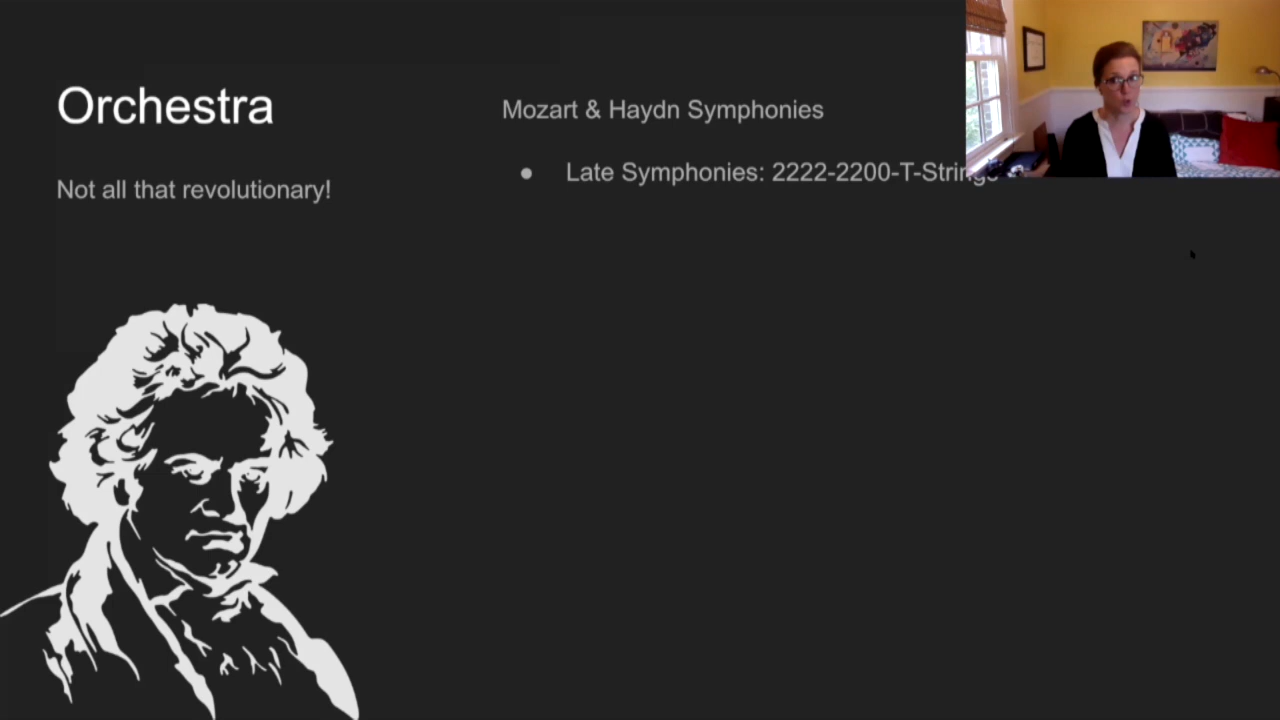 Orchestra
Not all that revolutionary!
Mozart & Haydn Symphonies
● Late Symphonies: 2222-2200-T-Strings